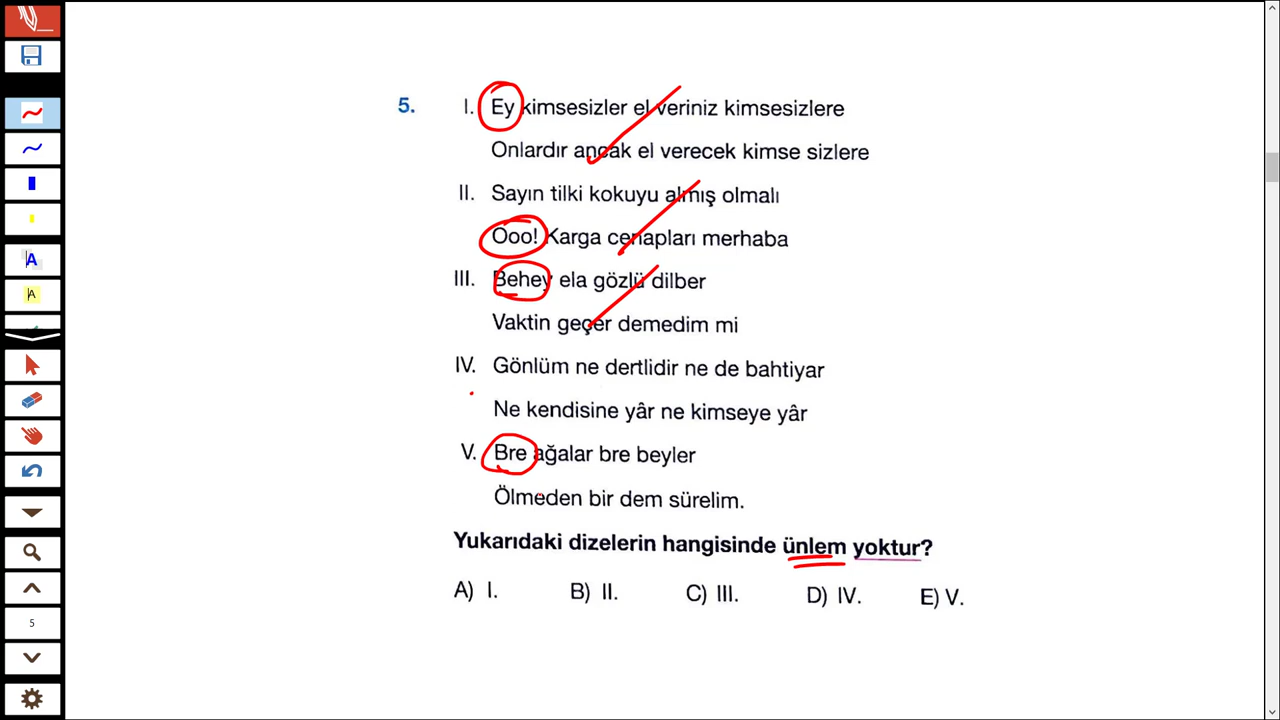 5. I. Ey kimsesizler el veriniz kimsesizlere
Onlardır ancak el verecek kimse sizlere
II. Sayın tilki kokuyu almış olmalı
Ooo! Karga cenapları merhaba
III. Behey ela gözlü dilber
Vaktin geçer demedim mi
IV. Gönlüm ne dertlidir ne de bahtiyar
Ne kendisine yâr ne kimseye yâr
V. Bre ağalar bre beyler
Ölmeden bir dem sürelim.
Yukarıdaki dizelerin hangisinde ünlem yoktur?
A) I. B) II. C) III. D) IV. E) V.
A
A
5